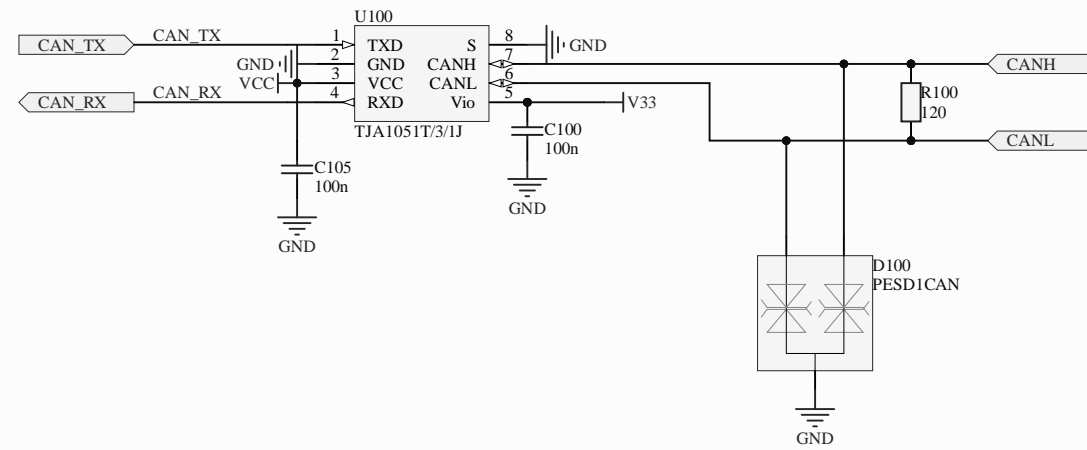 U100
CAN_TX
CAN_TX
1
TXD
S
8
GND
GND
2
GND
CANH
7
CANH
VCC
3
VCC
CANL
6
R100
120
CAN_RX
CAN_RX
4
RXD
Vio
5
V33
TJA1051T/3/1J
C100
100n
CANL
C105
100n
GND
GND
D100
PESD1CAN
GND